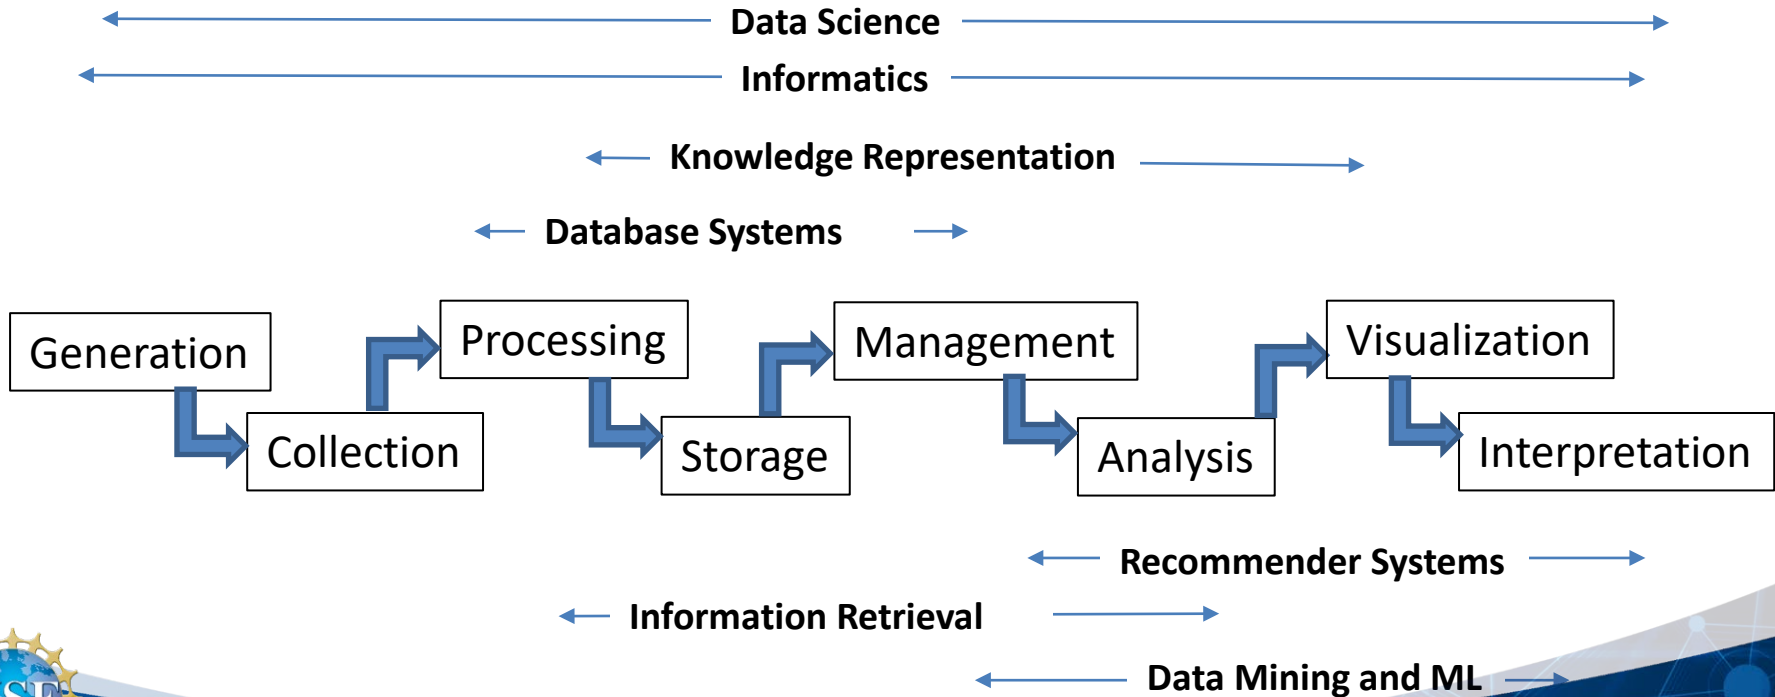 Data Science
Informatics
Knowledge Representation
Database Systems
Generation
Collection
Processing
Storage
Management
Analysis
Visualization
Interpretation
Recommender Systems
Information Retrieval
Data Mining and ML